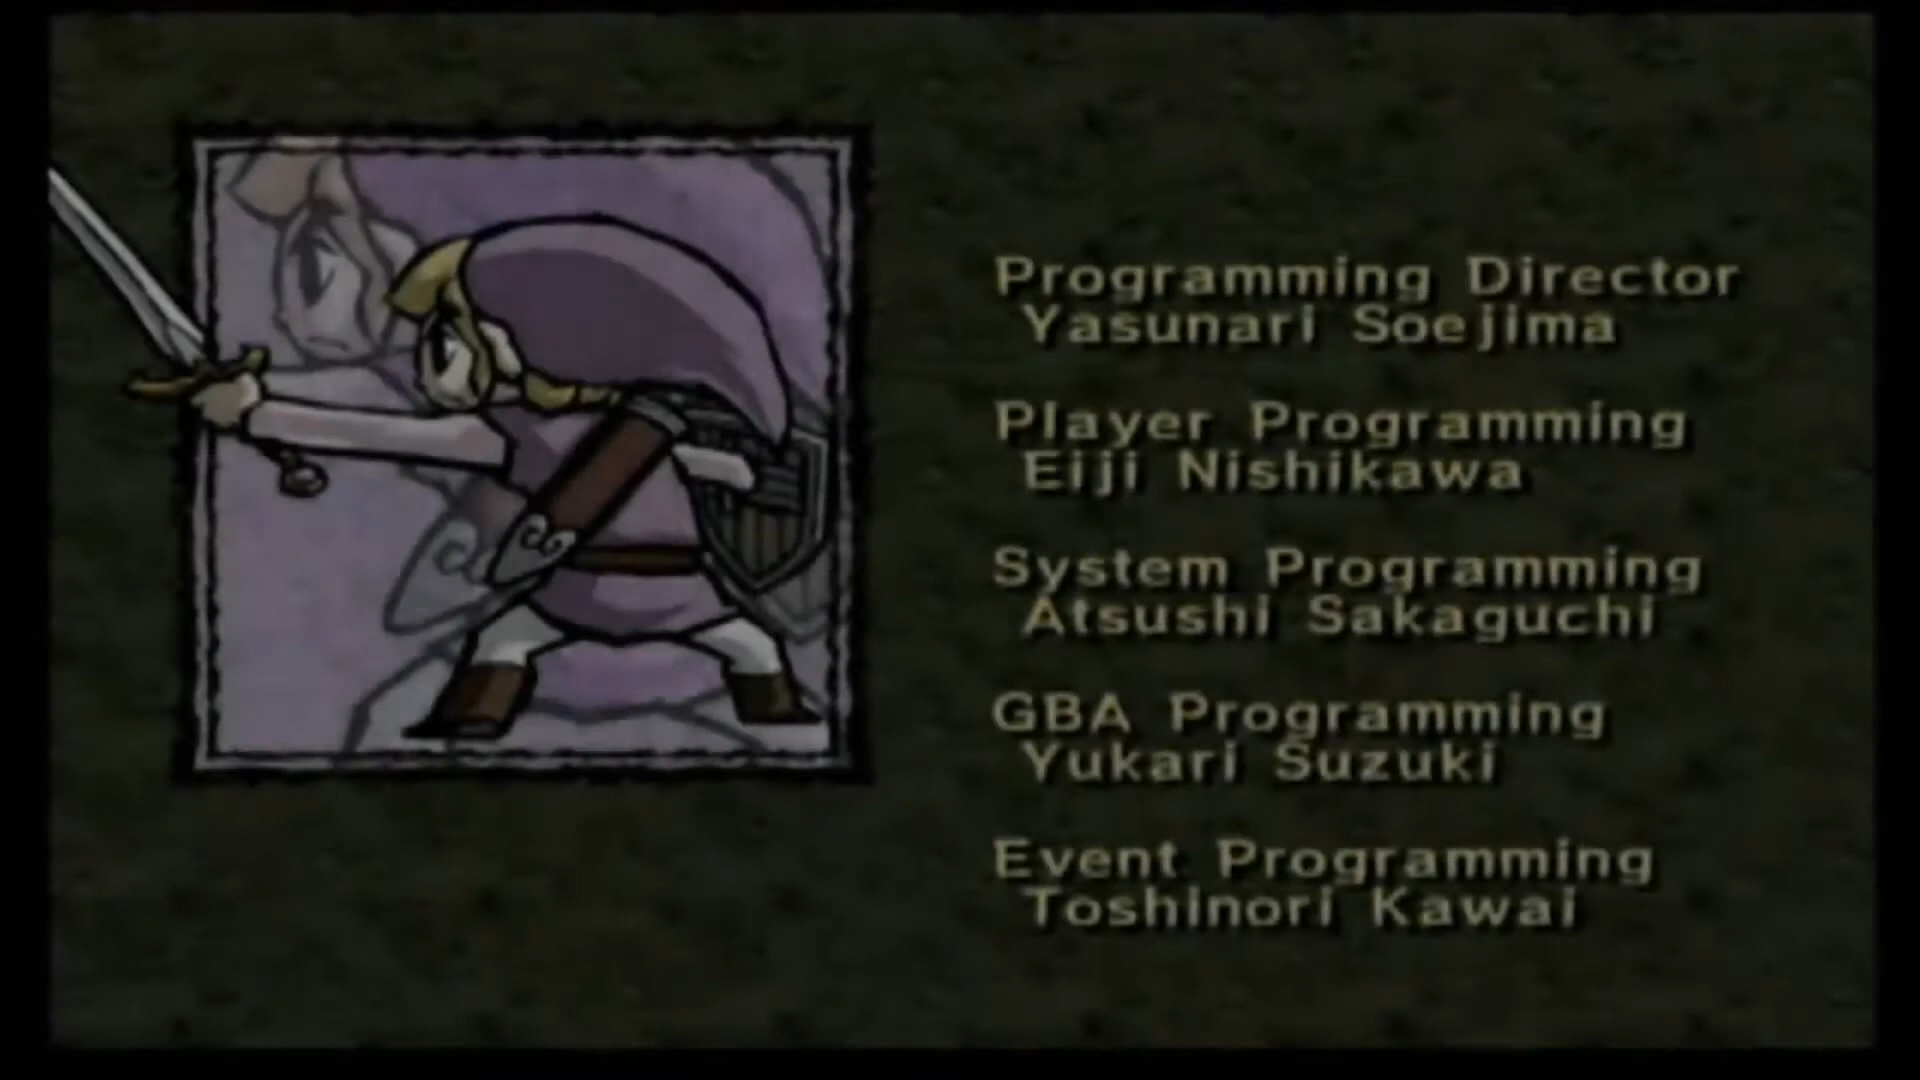 Programming Director
Yasunari Soejima
Player Programming
Eiji Nishikawa
System Programming
Atsushi Sakaguchi
GBA Programming
Yukari Suzuki
Event Programming
Toshinori Kawai